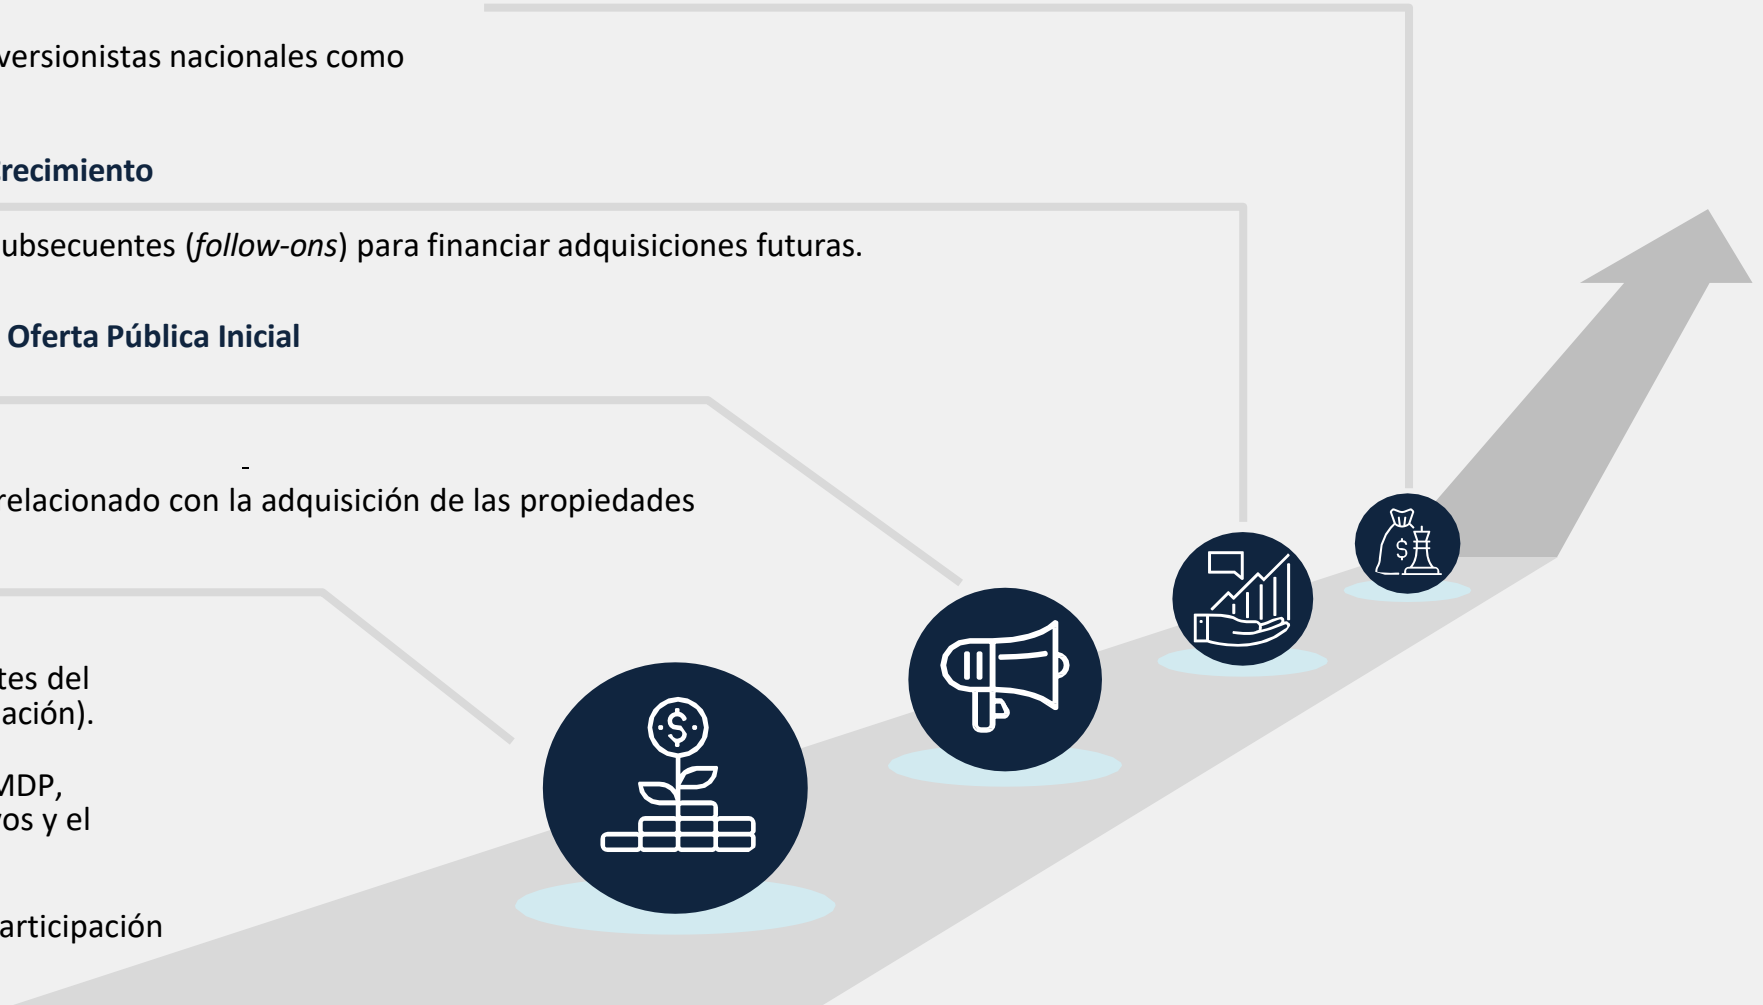 versionistas nacionales como
recimiento
ubsecuentes (follow-ons) para financiar adquisiciones futuras.
Oferta Pública Inicial
relacionado con la adquisición de las propiedades
tes del
ación).
MDP,
os y el
articipación